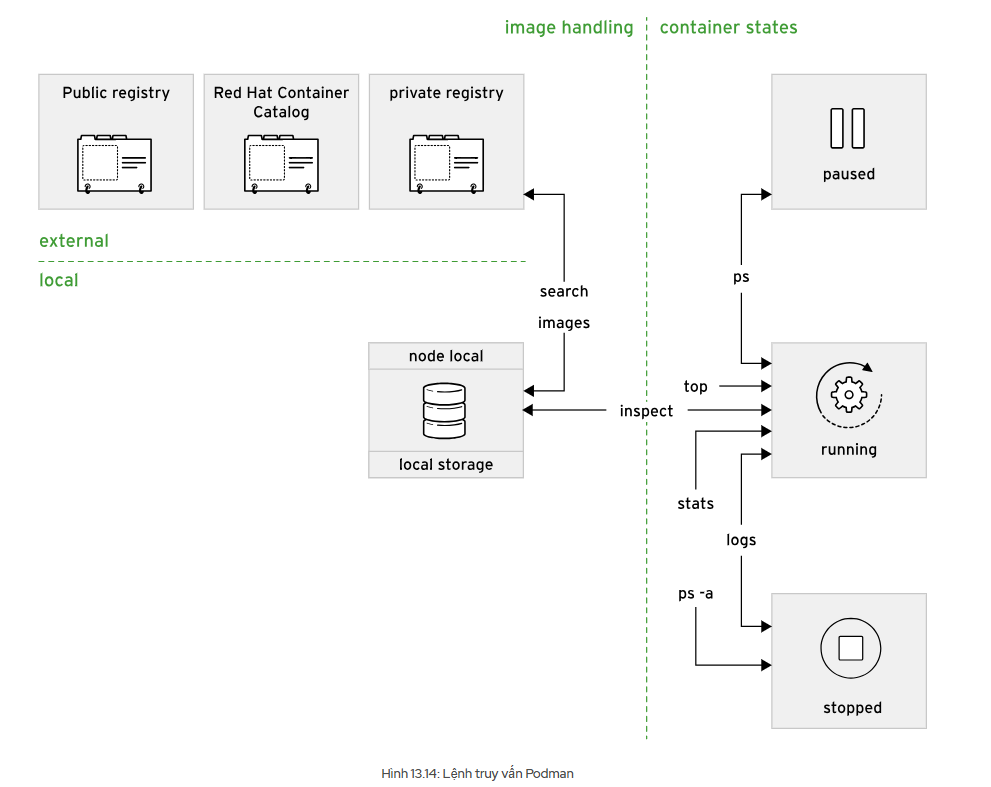 image handling
container states
Public registry
Red Hat Container
Catalog
private registry
paused
external
local
ps
search
images
node local
local storage
top
inspect
running
stats
logs
ps -a
stopped
Hình 13.14: Lệnh truy vấn Podman